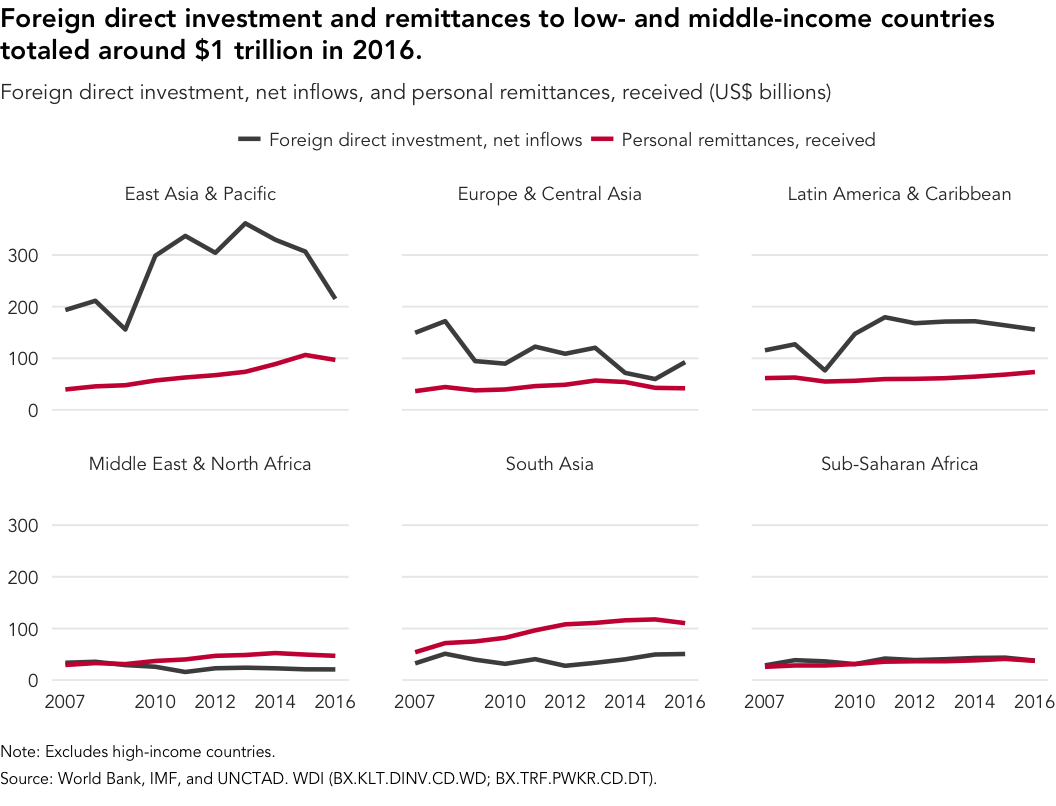 Foreign direct investment and remittances to low- and middle-income countries
totaled around $1 trillion in 2016.
Foreign direct investment, net inflows, and personal remittances, received (US$ billions)
Foreign direct investment, net inflows Personal remittances, received
East Asia & Pacific Europe & Central Asia Latin America & Caribbean
300
200
100
0
Middle East & North Africa South Asia Sub-Saharan Africa
300
200
100
0
2007 2010 2012 2014 2016 2007 2010 2012 2014 2016 2007 2010 2012 2014 2016
Note: Excludes high-income countries.
Source: World Bank, IMF, and UNCTAD. WDI (BX.KLT.DINV.CD.WD; BX.TRF.PWKR.CD.DT).